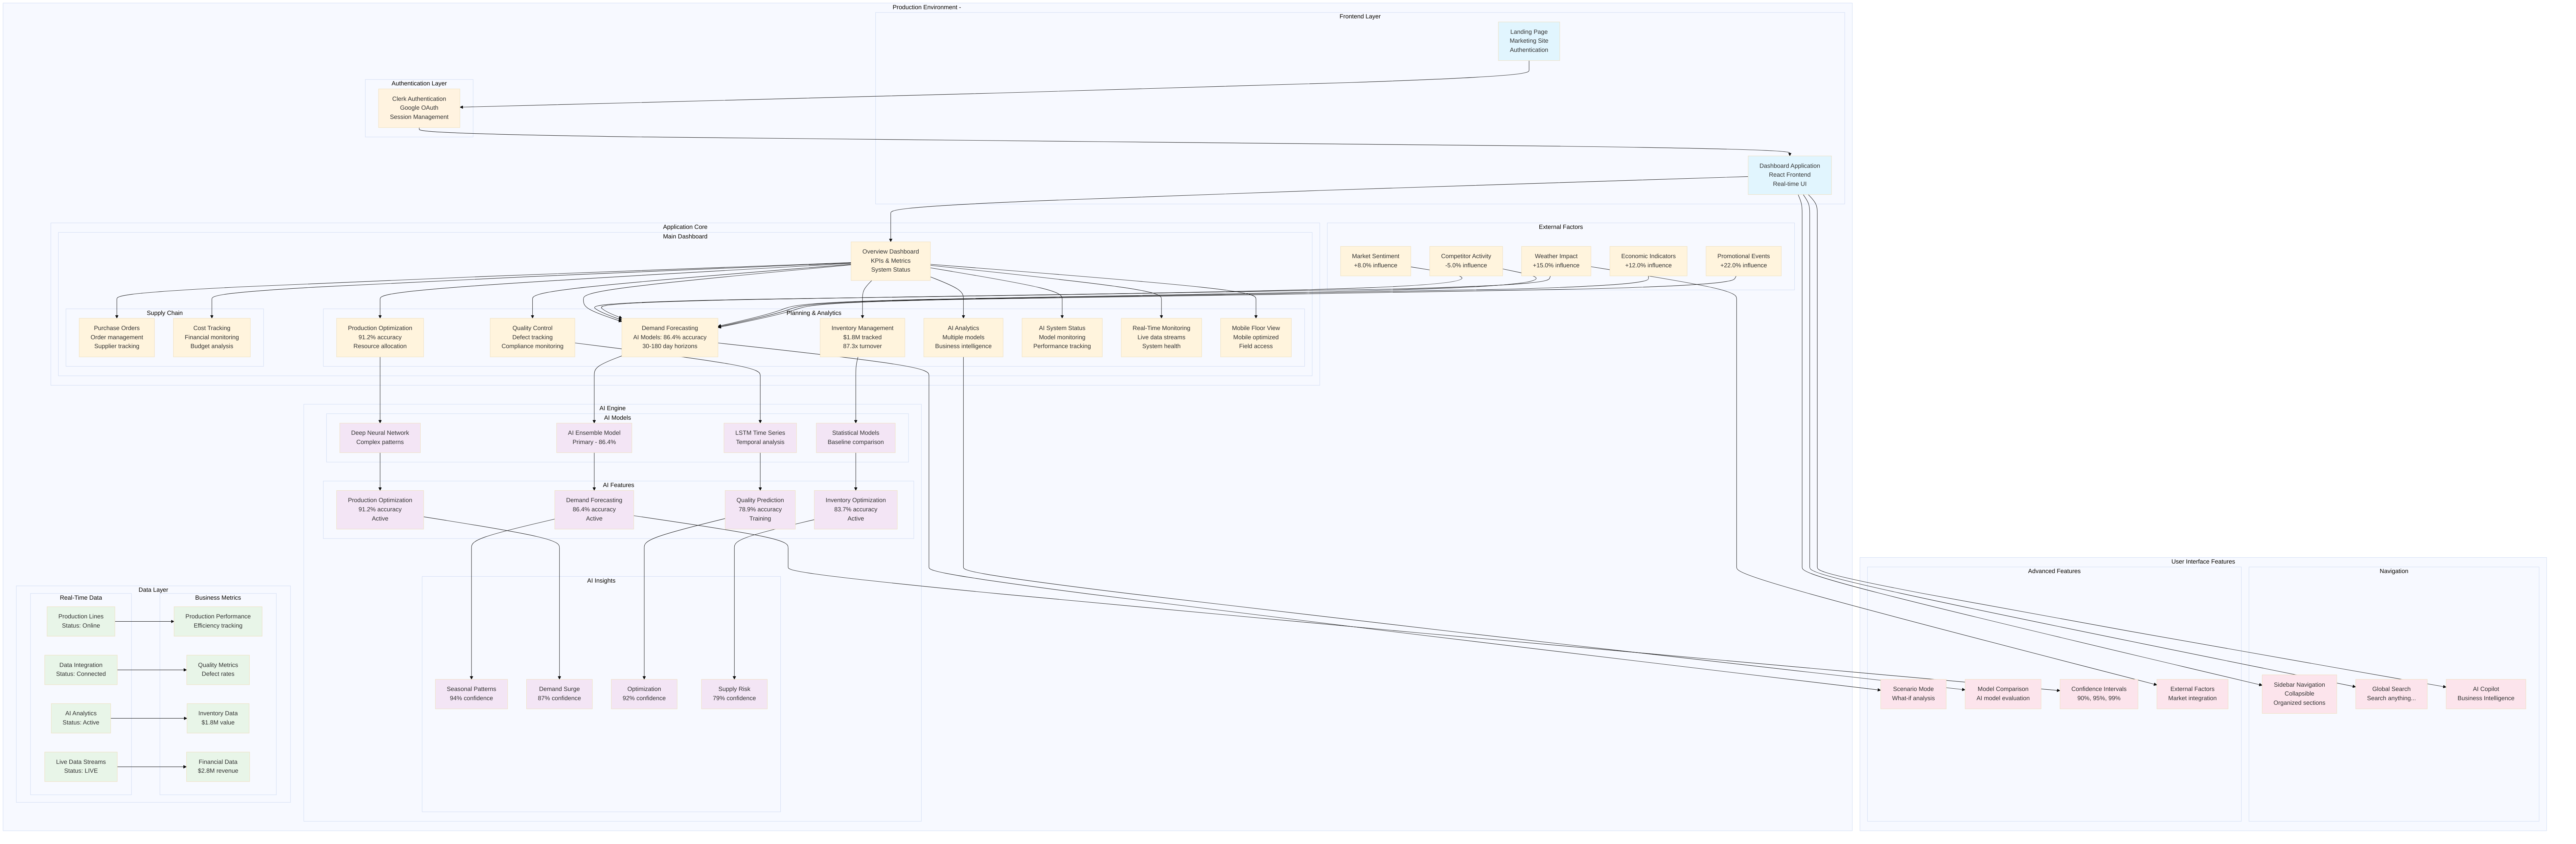 Production Environment -
Frontend Layer
Landing Page
Marketing Site
Authentication
Authentication Layer
Clerk Authentication
Google OAuth
Session Management
Dashboard Application
React Frontend
Real-time UI
Application Core
Main Dashboard
Overview Dashboard
KPIs & Metrics
System Status
External Factors
Market Sentiment
+8.0% influence
Competitor Activity
-5.0% influence
Weather Impact
+15.0% influence
Economic Indicators
+12.0% influence
Promotional Events
+22.0% influence
Supply Chain
Purchase Orders
Order management
Supplier tracking
Cost Tracking
Financial monitoring
Budget analysis
Planning & Analytics
Production Optimization
91.2% accuracy
Resource allocation
Quality Control
Defect tracking
Compliance monitoring
Demand Forecasting
AI Models: 86.4% accuracy
30-180 day horizons
Inventory Management
$1.8M tracked
87.3x turnover
AI Analytics
Multiple models
Business intelligence
AI System Status
Model monitoring
Performance tracking
Real-Time Monitoring
Live data streams
System health
Mobile Floor View
Mobile optimized
Field access
AI Engine
AI Models
Deep Neural Network
Complex patterns
AI Ensemble Model
Primary - 86.4%
LSTM Time Series
Temporal analysis
Statistical Models
Baseline comparison
AI Features
Production Optimization
91.2% accuracy
Active
Demand Forecasting
86.4% accuracy
Active
Quality Prediction
78.9% accuracy
Training
Inventory Optimization
83.7% accuracy
Active
AI Insights
Seasonal Patterns
94% confidence
Demand Surge
87% confidence
Optimization
92% confidence
Supply Risk
79% confidence
Data Layer
Real-Time Data
Production Lines
Status: Online
Data Integration
Status: Connected
AI Analytics
Status: Active
Live Data Streams
Status: LIVE
Business Metrics
Production Performance
Efficiency tracking
Quality Metrics
Defect rates
Inventory Data
$1.8M value
Financial Data
$2.8M revenue
User Interface Features
Advanced Features
Scenario Mode
What-if analysis
Model Comparison
AI model evaluation
Confidence Intervals
90%, 95%, 99%
External Factors
Market integration
Navigation
Sidebar Navigation
Collapsible
Organized sections
Global Search
Search anything...
AI Copilot
Business Intelligence